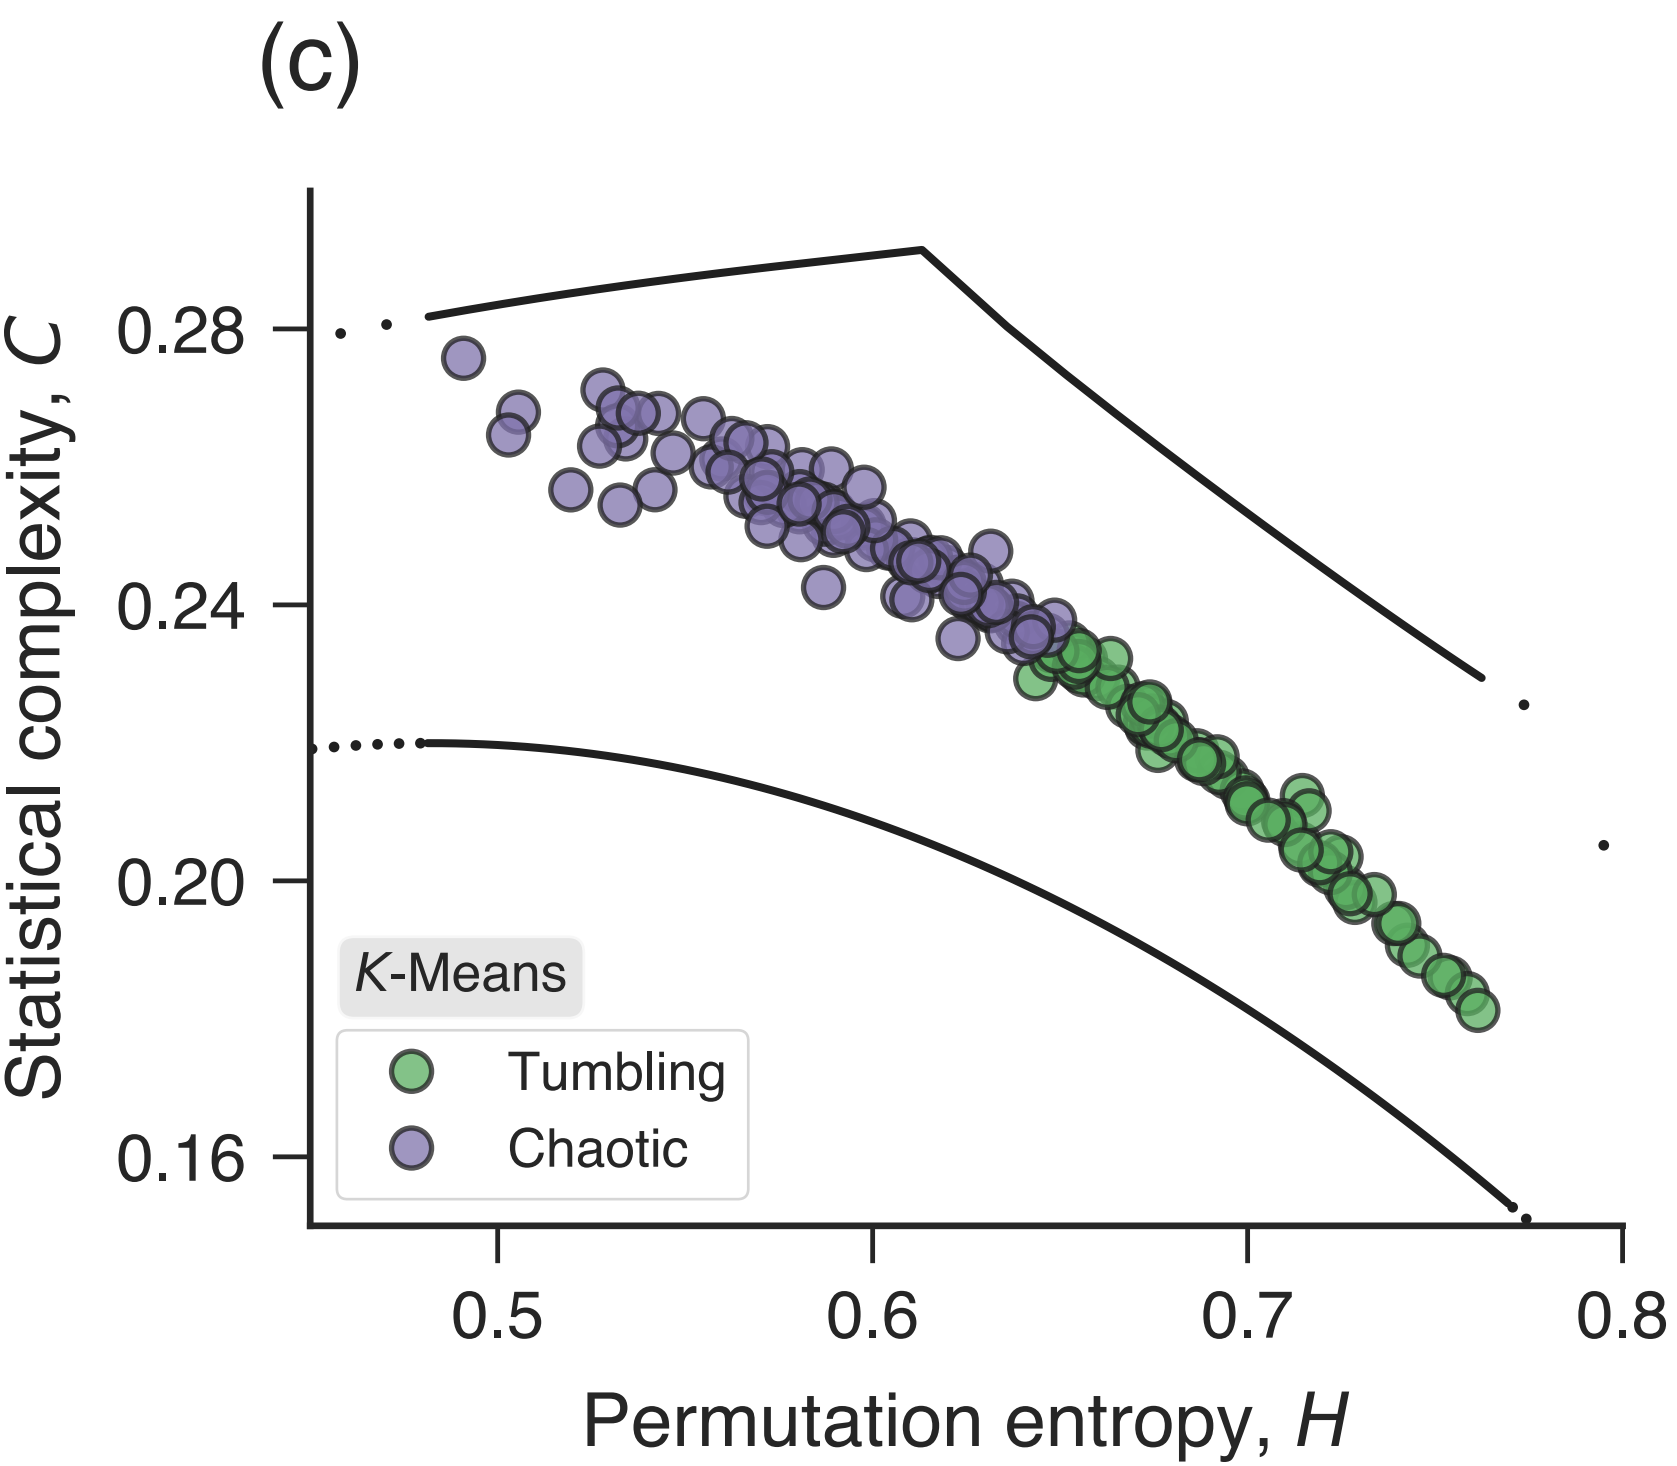 (c)
Statistical complexity, C
0.28
0.24
0.20
0.16
K-Means
Tumbling
Chaotic
0.5
0.6
0.7
0.8
Permutation entropy, H